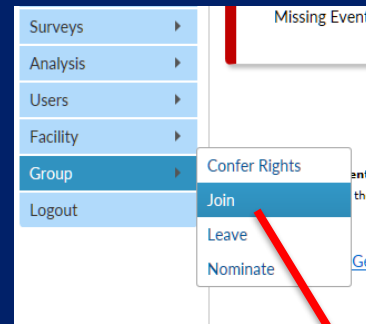 Surveys
Missing Event
Analysis
Users
Facility
Group
Confer Rights
Join
Logout
Leave
Nominate